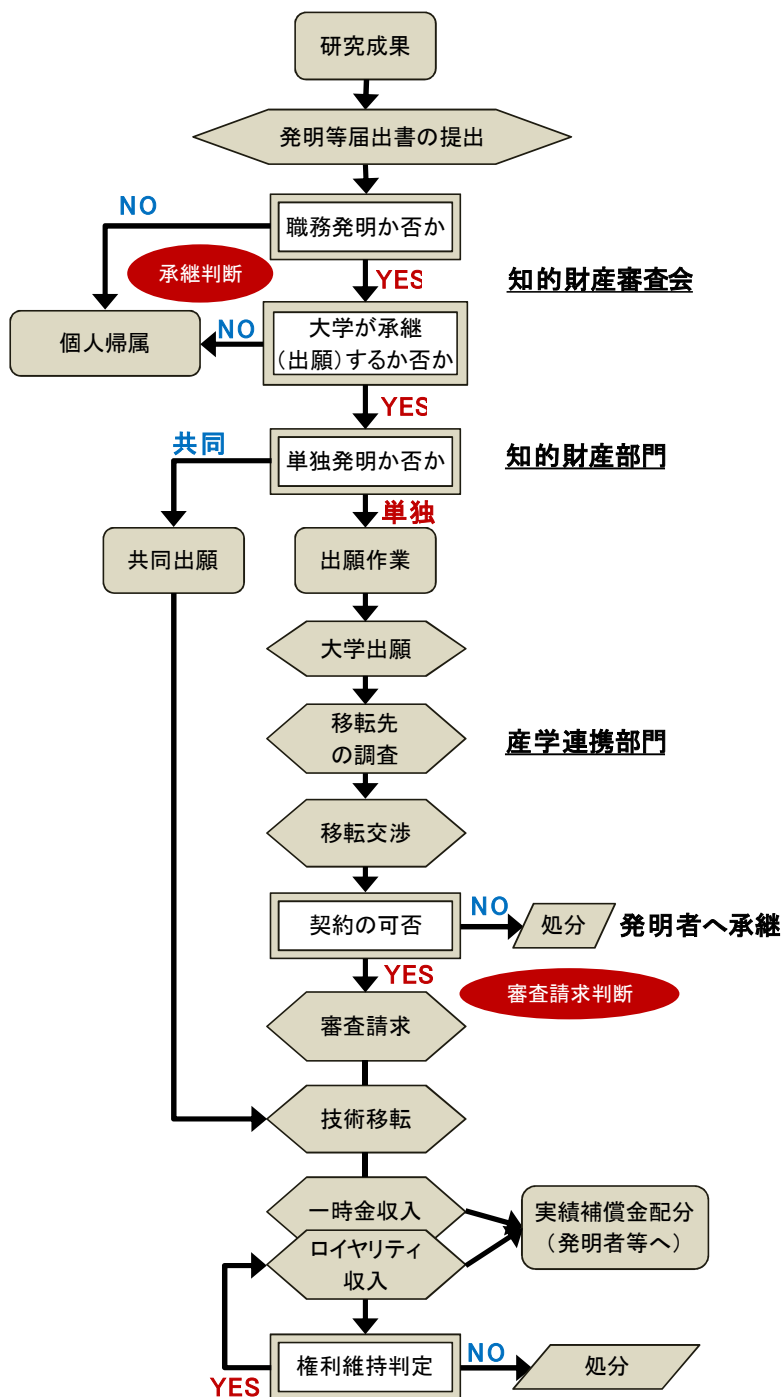 研究成果
発明等届出書の提出
NO
職務発明か否か
承継判断
YES
知的財産審査会
個人帰属
NO
大学が承継
(出願)するか否か
YES
共同
単独発明か否か
知的財産部門
単独
共同出願
出願作業
大学出願
移転先
の調査
産学連携部門
移転交渉
契約の可否
NO
処分
発明者へ承継
YES
審査請求判断
審査請求
技術移転
一時金収入
実績補償金配分
(発明者等へ)
ロイヤリティ
収入
権利維持判定
NO
処分
YES